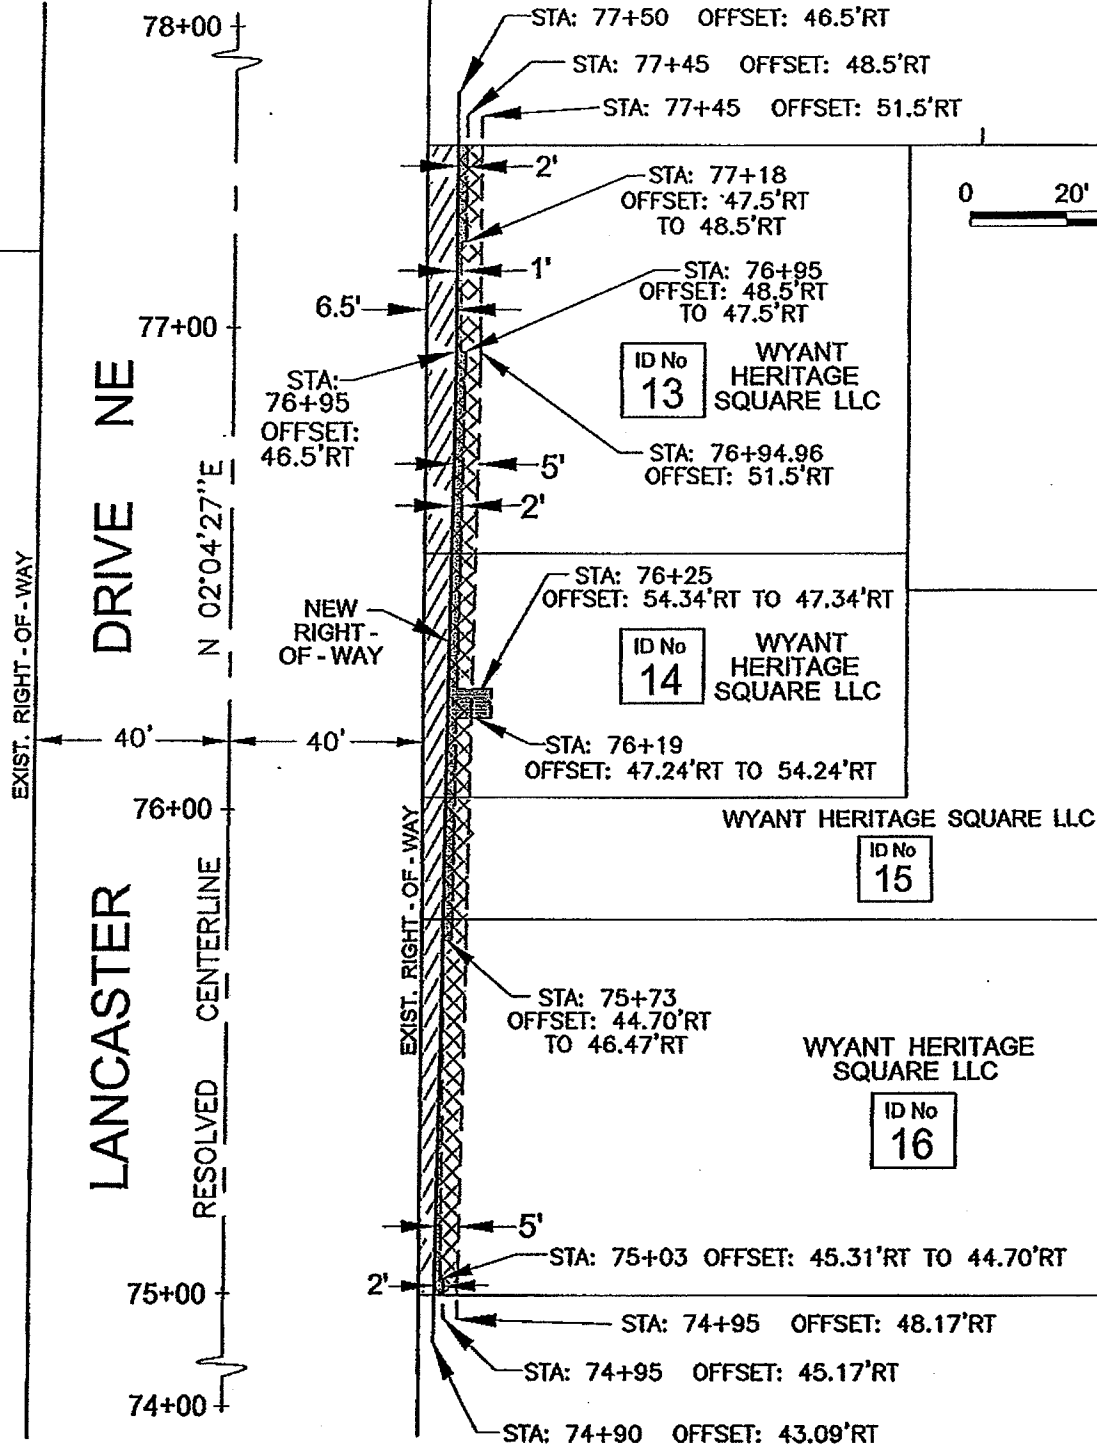 78+00
STA: 77+50 OFFSET: 46.5'RT
STA: 77+45 OFFSET: 48.5'RT
STA: 77+45 OFFSET: 51.5'RT
2'
STA: 77+18
OFFSET: 47.5'RT
TO 48.5'RT
0 20'
1'
STA: 76+95
OFFSET: 48.5'RT
TO 47.5'RT
6.5'
77+00
ID No
13
WYANT
HERITAGE
SQUARE LLC
STA:
76+95
OFFSET:
46.5'RT
STA: 76+94.96
OFFSET: 51.5'RT
5'
2'
LANCASTER DRIVE NE
N 02°04'27"E
RESOLVED CENTERLINE
EXIST. RIGHT-OF-WAY
STA: 76+25
OFFSET: 54.34'RT TO 47.34'RT
NEW
RIGHT-
OF-WAY
ID No
14
WYANT
HERITAGE
SQUARE LLC
40'
40'
STA: 76+19
OFFSET: 47.24'RT TO 54.24'RT
76+00
WYANT HERITAGE SQUARE LLC
ID No
15
EXIST. RIGHT-OF-WAY
STA: 75+73
OFFSET: 44.70'RT
TO 46.47'RT
WYANT HERITAGE
SQUARE LLC
ID No
16
5'
STA: 75+03 OFFSET: 45.31'RT TO 44.70'RT
2'
75+00
STA: 74+95 OFFSET: 48.17'RT
STA: 74+95 OFFSET: 45.17'RT
74+00
STA: 74+90 OFFSET: 43.09'RT